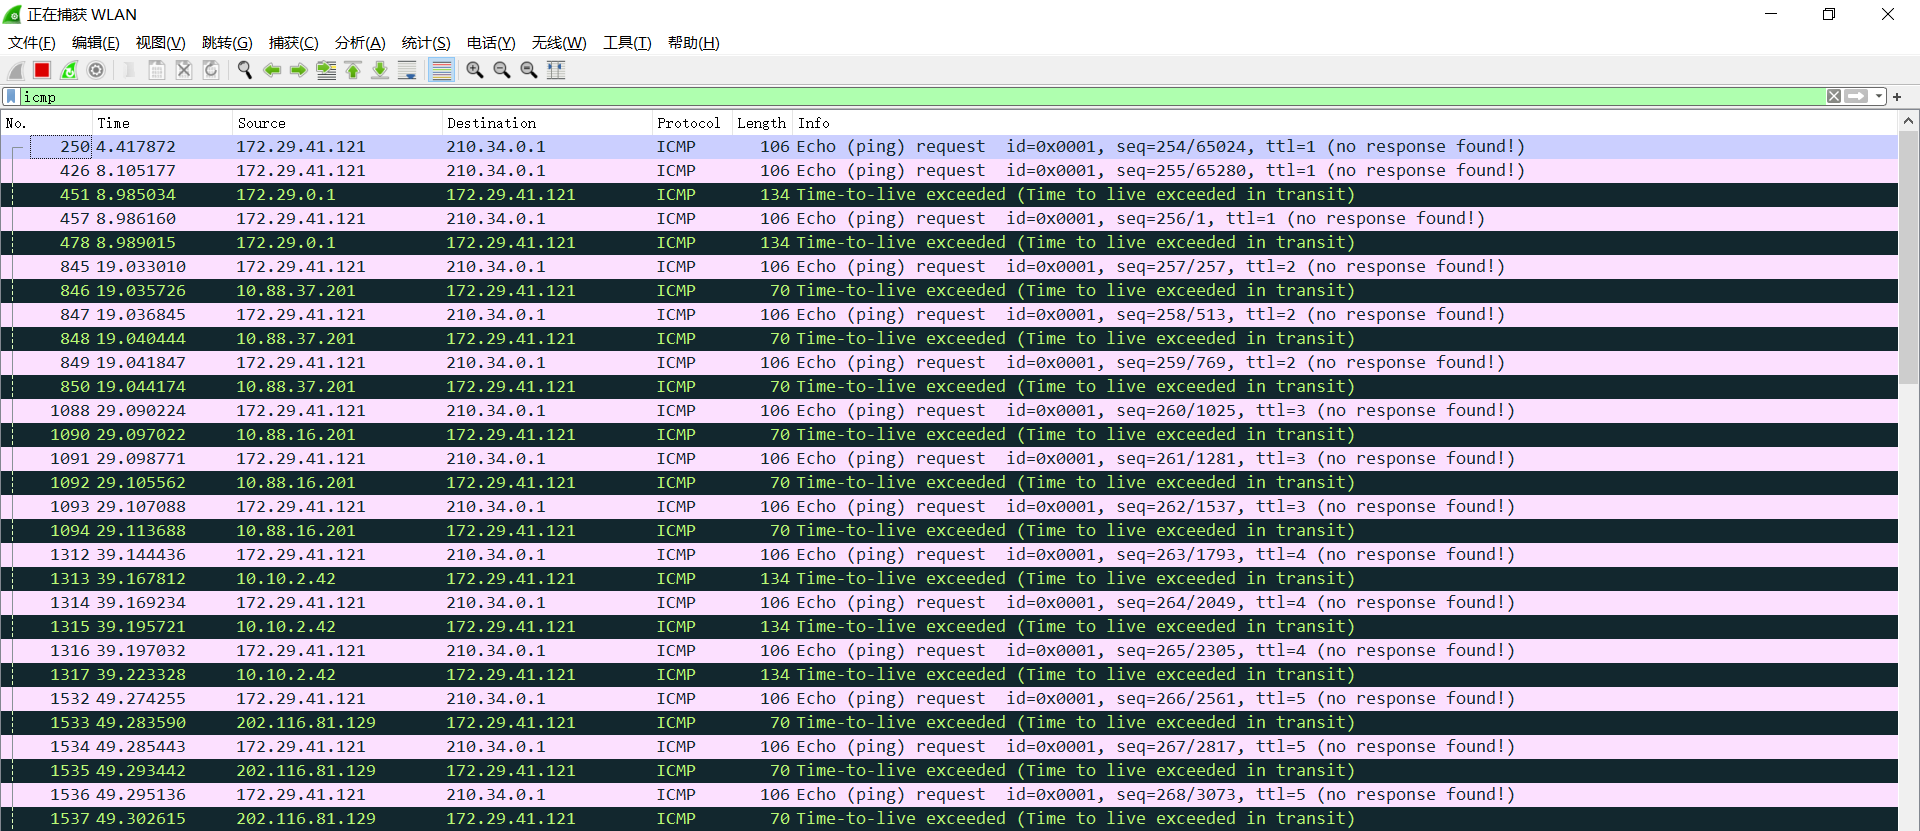 正在捕获 WLAN
文件(F) 编辑(E) 视图(V) 跳转(G) 捕获(C) 分析(A) 统计(S) 电话(Y) 无线(W) 工具(T) 帮助(H)
icmp
No. Time Source Destination Protocol Length Info
250 4.417872 172.29.41.121 210.34.0.1 ICMP 106 Echo (ping) request id=0x0001, seq=254/65024, ttl=1 (no response found!)
426 8.105177 172.29.41.121 210.34.0.1 ICMP 106 Echo (ping) request id=0x0001, seq=255/65280, ttl=1 (no response found!)
451 8.985034 172.29.0.1 172.29.41.121 ICMP 134 Time-to-live exceeded (Time to live exceeded in transit)
457 8.986160 172.29.41.121 210.34.0.1 ICMP 106 Echo (ping) request id=0x0001, seq=256/1, ttl=1 (no response found!)
478 8.989015 172.29.0.1 172.29.41.121 ICMP 134 Time-to-live exceeded (Time to live exceeded in transit)
845 19.033010 172.29.41.121 210.34.0.1 ICMP 106 Echo (ping) request id=0x0001, seq=257/257, ttl=2 (no response found!)
846 19.035726 10.88.37.201 172.29.41.121 ICMP 70 Time-to-live exceeded (Time to live exceeded in transit)
847 19.036845 172.29.41.121 210.34.0.1 ICMP 106 Echo (ping) request id=0x0001, seq=258/513, ttl=2 (no response found!)
848 19.040444 10.88.37.201 172.29.41.121 ICMP 70 Time-to-live exceeded (Time to live exceeded in transit)
849 19.041847 172.29.41.121 210.34.0.1 ICMP 106 Echo (ping) request id=0x0001, seq=259/769, ttl=2 (no response found!)
850 19.044174 10.88.37.201 172.29.41.121 ICMP 70 Time-to-live exceeded (Time to live exceeded in transit)
1088 29.090224 172.29.41.121 210.34.0.1 ICMP 106 Echo (ping) request id=0x0001, seq=260/1025, ttl=3 (no response found!)
1090 29.097022 10.88.16.201 172.29.41.121 ICMP 70 Time-to-live exceeded (Time to live exceeded in transit)
1091 29.098771 172.29.41.121 210.34.0.1 ICMP 106 Echo (ping) request id=0x0001, seq=261/1281, ttl=3 (no response found!)
1092 29.105562 10.88.16.201 172.29.41.121 ICMP 70 Time-to-live exceeded (Time to live exceeded in transit)
1093 29.107088 172.29.41.121 210.34.0.1 ICMP 106 Echo (ping) request id=0x0001, seq=262/1537, ttl=3 (no response found!)
1094 29.113688 10.88.16.201 172.29.41.121 ICMP 70 Time-to-live exceeded (Time to live exceeded in transit)
1312 39.144436 172.29.41.121 210.34.0.1 ICMP 106 Echo (ping) request id=0x0001, seq=263/1793, ttl=4 (no response found!)
1313 39.167812 10.10.2.42 172.29.41.121 ICMP 134 Time-to-live exceeded (Time to live exceeded in transit)
1314 39.169234 172.29.41.121 210.34.0.1 ICMP 106 Echo (ping) request id=0x0001, seq=264/2049, ttl=4 (no response found!)
1315 39.195721 10.10.2.42 172.29.41.121 ICMP 134 Time-to-live exceeded (Time to live exceeded in transit)
1316 39.197032 172.29.41.121 210.34.0.1 ICMP 106 Echo (ping) request id=0x0001, seq=265/2305, ttl=4 (no response found!)
1317 39.223328 10.10.2.42 172.29.41.121 ICMP 134 Time-to-live exceeded (Time to live exceeded in transit)
1532 49.274255 172.29.41.121 210.34.0.1 ICMP 106 Echo (ping) request id=0x0001, seq=266/2561, ttl=5 (no response found!)
1533 49.283590 202.116.81.129 172.29.41.121 ICMP 70 Time-to-live exceeded (Time to live exceeded in transit)
1534 49.285443 172.29.41.121 210.34.0.1 ICMP 106 Echo (ping) request id=0x0001, seq=267/2817, ttl=5 (no response found!)
1535 49.293442 202.116.81.129 172.29.41.121 ICMP 70 Time-to-live exceeded (Time to live exceeded in transit)
1536 49.295136 172.29.41.121 210.34.0.1 ICMP 106 Echo (ping) request id=0x0001, seq=268/3073, ttl=5 (no response found!)
1537 49.302615 202.116.81.129 172.29.41.121 ICMP 70 Time-to-live exceeded (Time to live exceeded in transit)